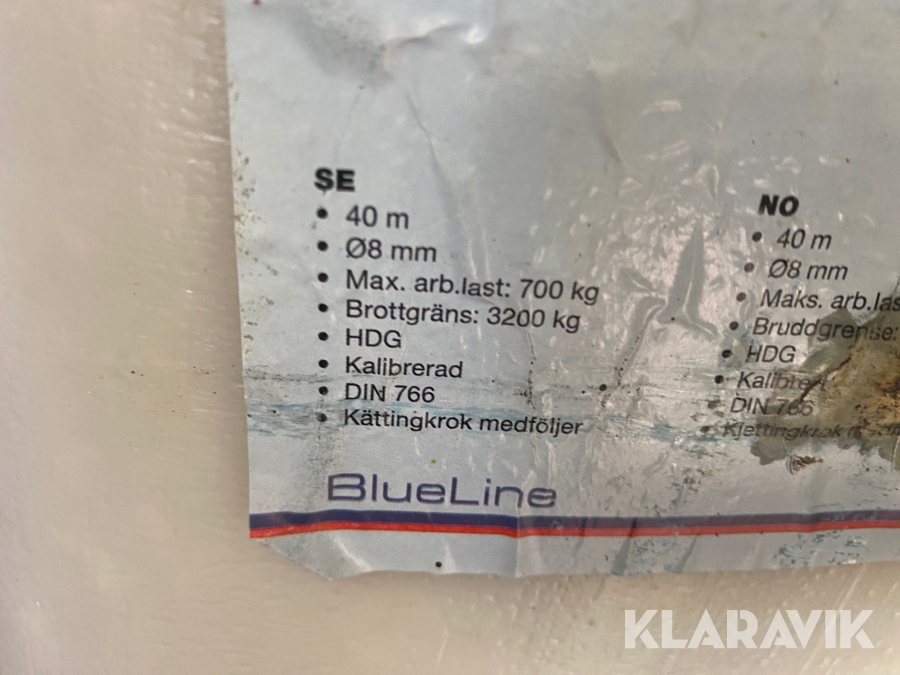 SE
• 40 m
• Ø8 mm
• Max. arb.last: 700 kg
• Brottgräns: 3200 kg
• HDG
• Kalibrerad
• DIN 766
• Kättingkrok medföljer
NO
• 40 m
• Ø8 mm
• Maks. arb.las
• Bruddgrense:
• HDG
• DIN 766
BlueLine
KLARAVIK